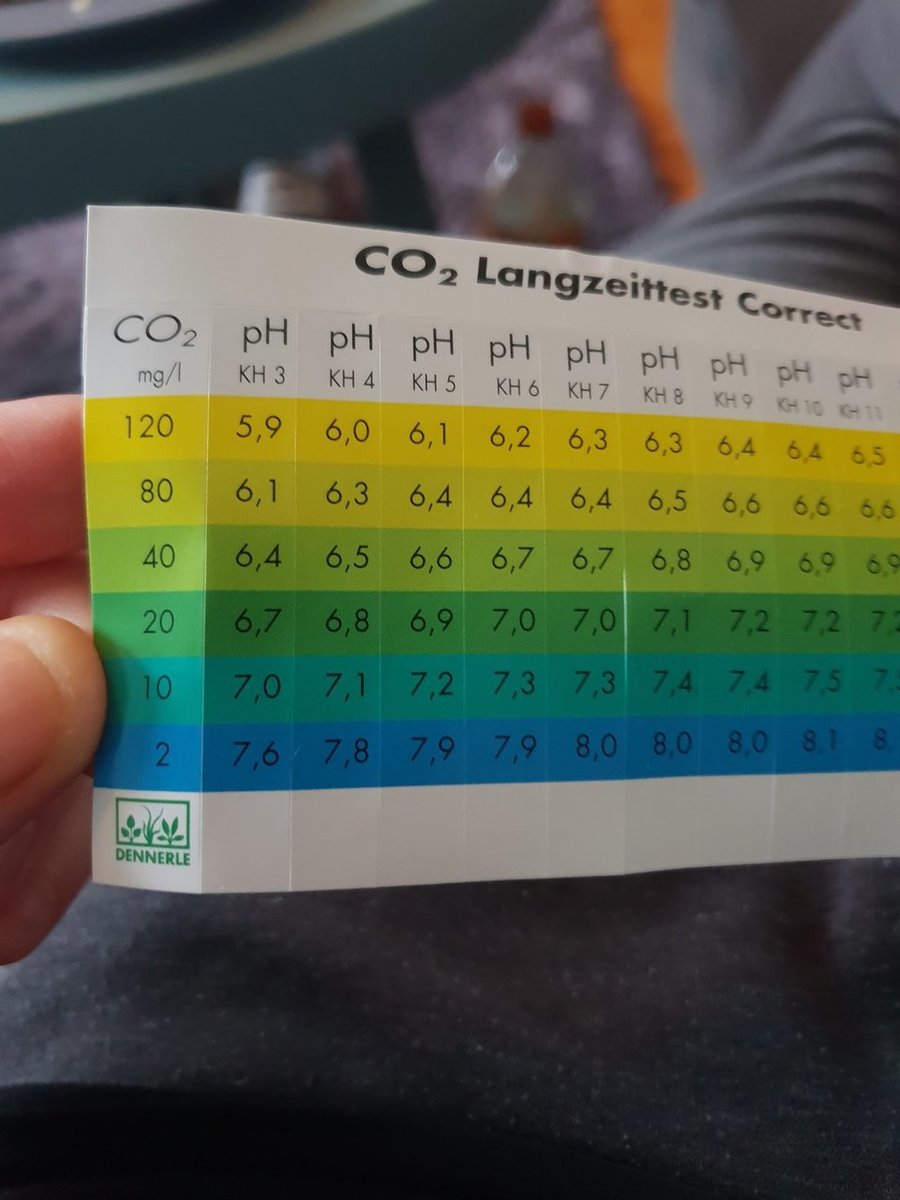 CO₂ Langzeittest Correct
CO₂ pH pH pH pH pH pH pH pH pH
mg/l KH 3 KH 4 KH 5 KH 6 KH 7 KH 8 KH 9 KH 10 KH 11
120 5,9 6,0 6,1 6,2 6,3 6,3 6,4 6,4 6,5
80 6,1 6,3 6,4 6,4 6,4 6,5 6,6 6,6 6,6
40 6,4 6,5 6,6 6,7 6,7 6,8 6,9 6,9 6,9
20 6,7 6,8 6,9 7,0 7,0 7,1 7,2 7,2
10 7,0 7,1 7,2 7,3 7,3 7,4 7,4 7,5
2 7,6 7,8 7,9 7,9 8,0 8,0 8,0 8,1
DENNERLE